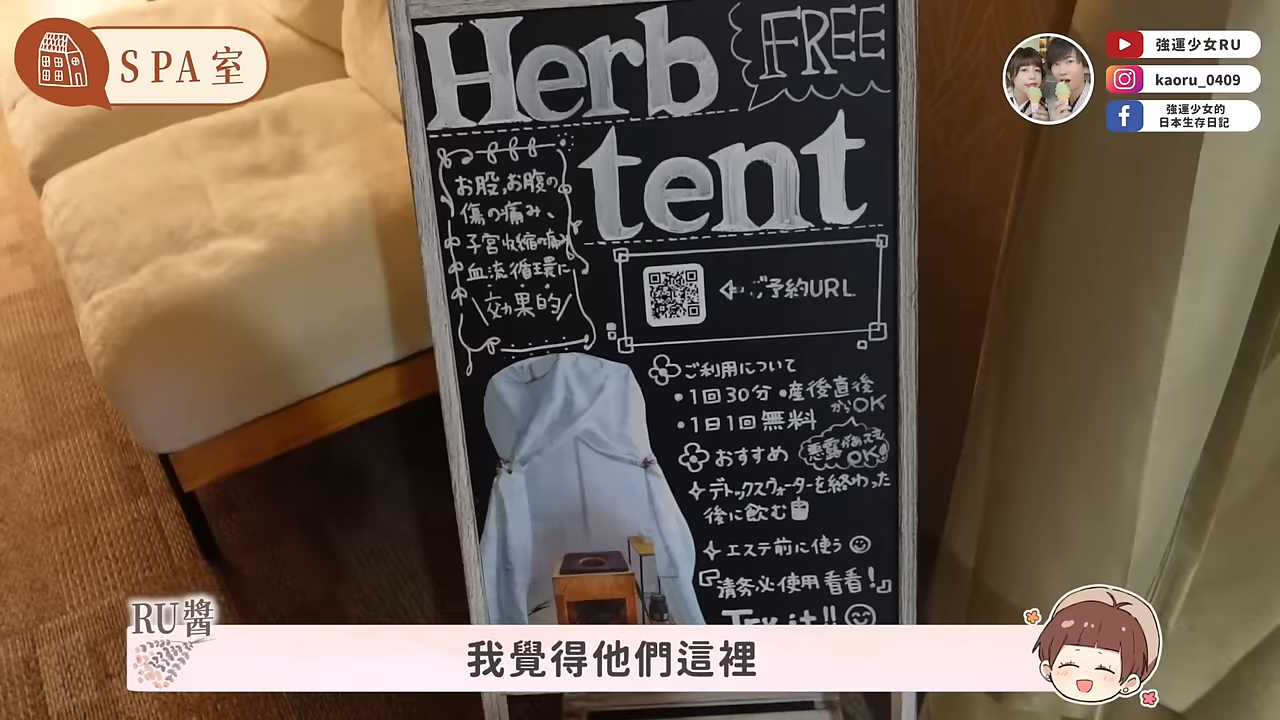 SPA室
強運少女RU
kaoru_0409
強運少女的
日本生存日記
Herb
FREE
tent
お股,お腹の
傷の痛み、
子宮収縮の痛み
血流循環に
効果的
ご予約URL
ご利用について
・1回30分 ・産後直後
からOK
・1日1回無料
悪露があっても
OK!
おすすめ
デトックスウォーターを終わった
後に飲む
エステ前に使う
『清务必使用看看!』
Try it!!
RU醬
我覺得他們這裡